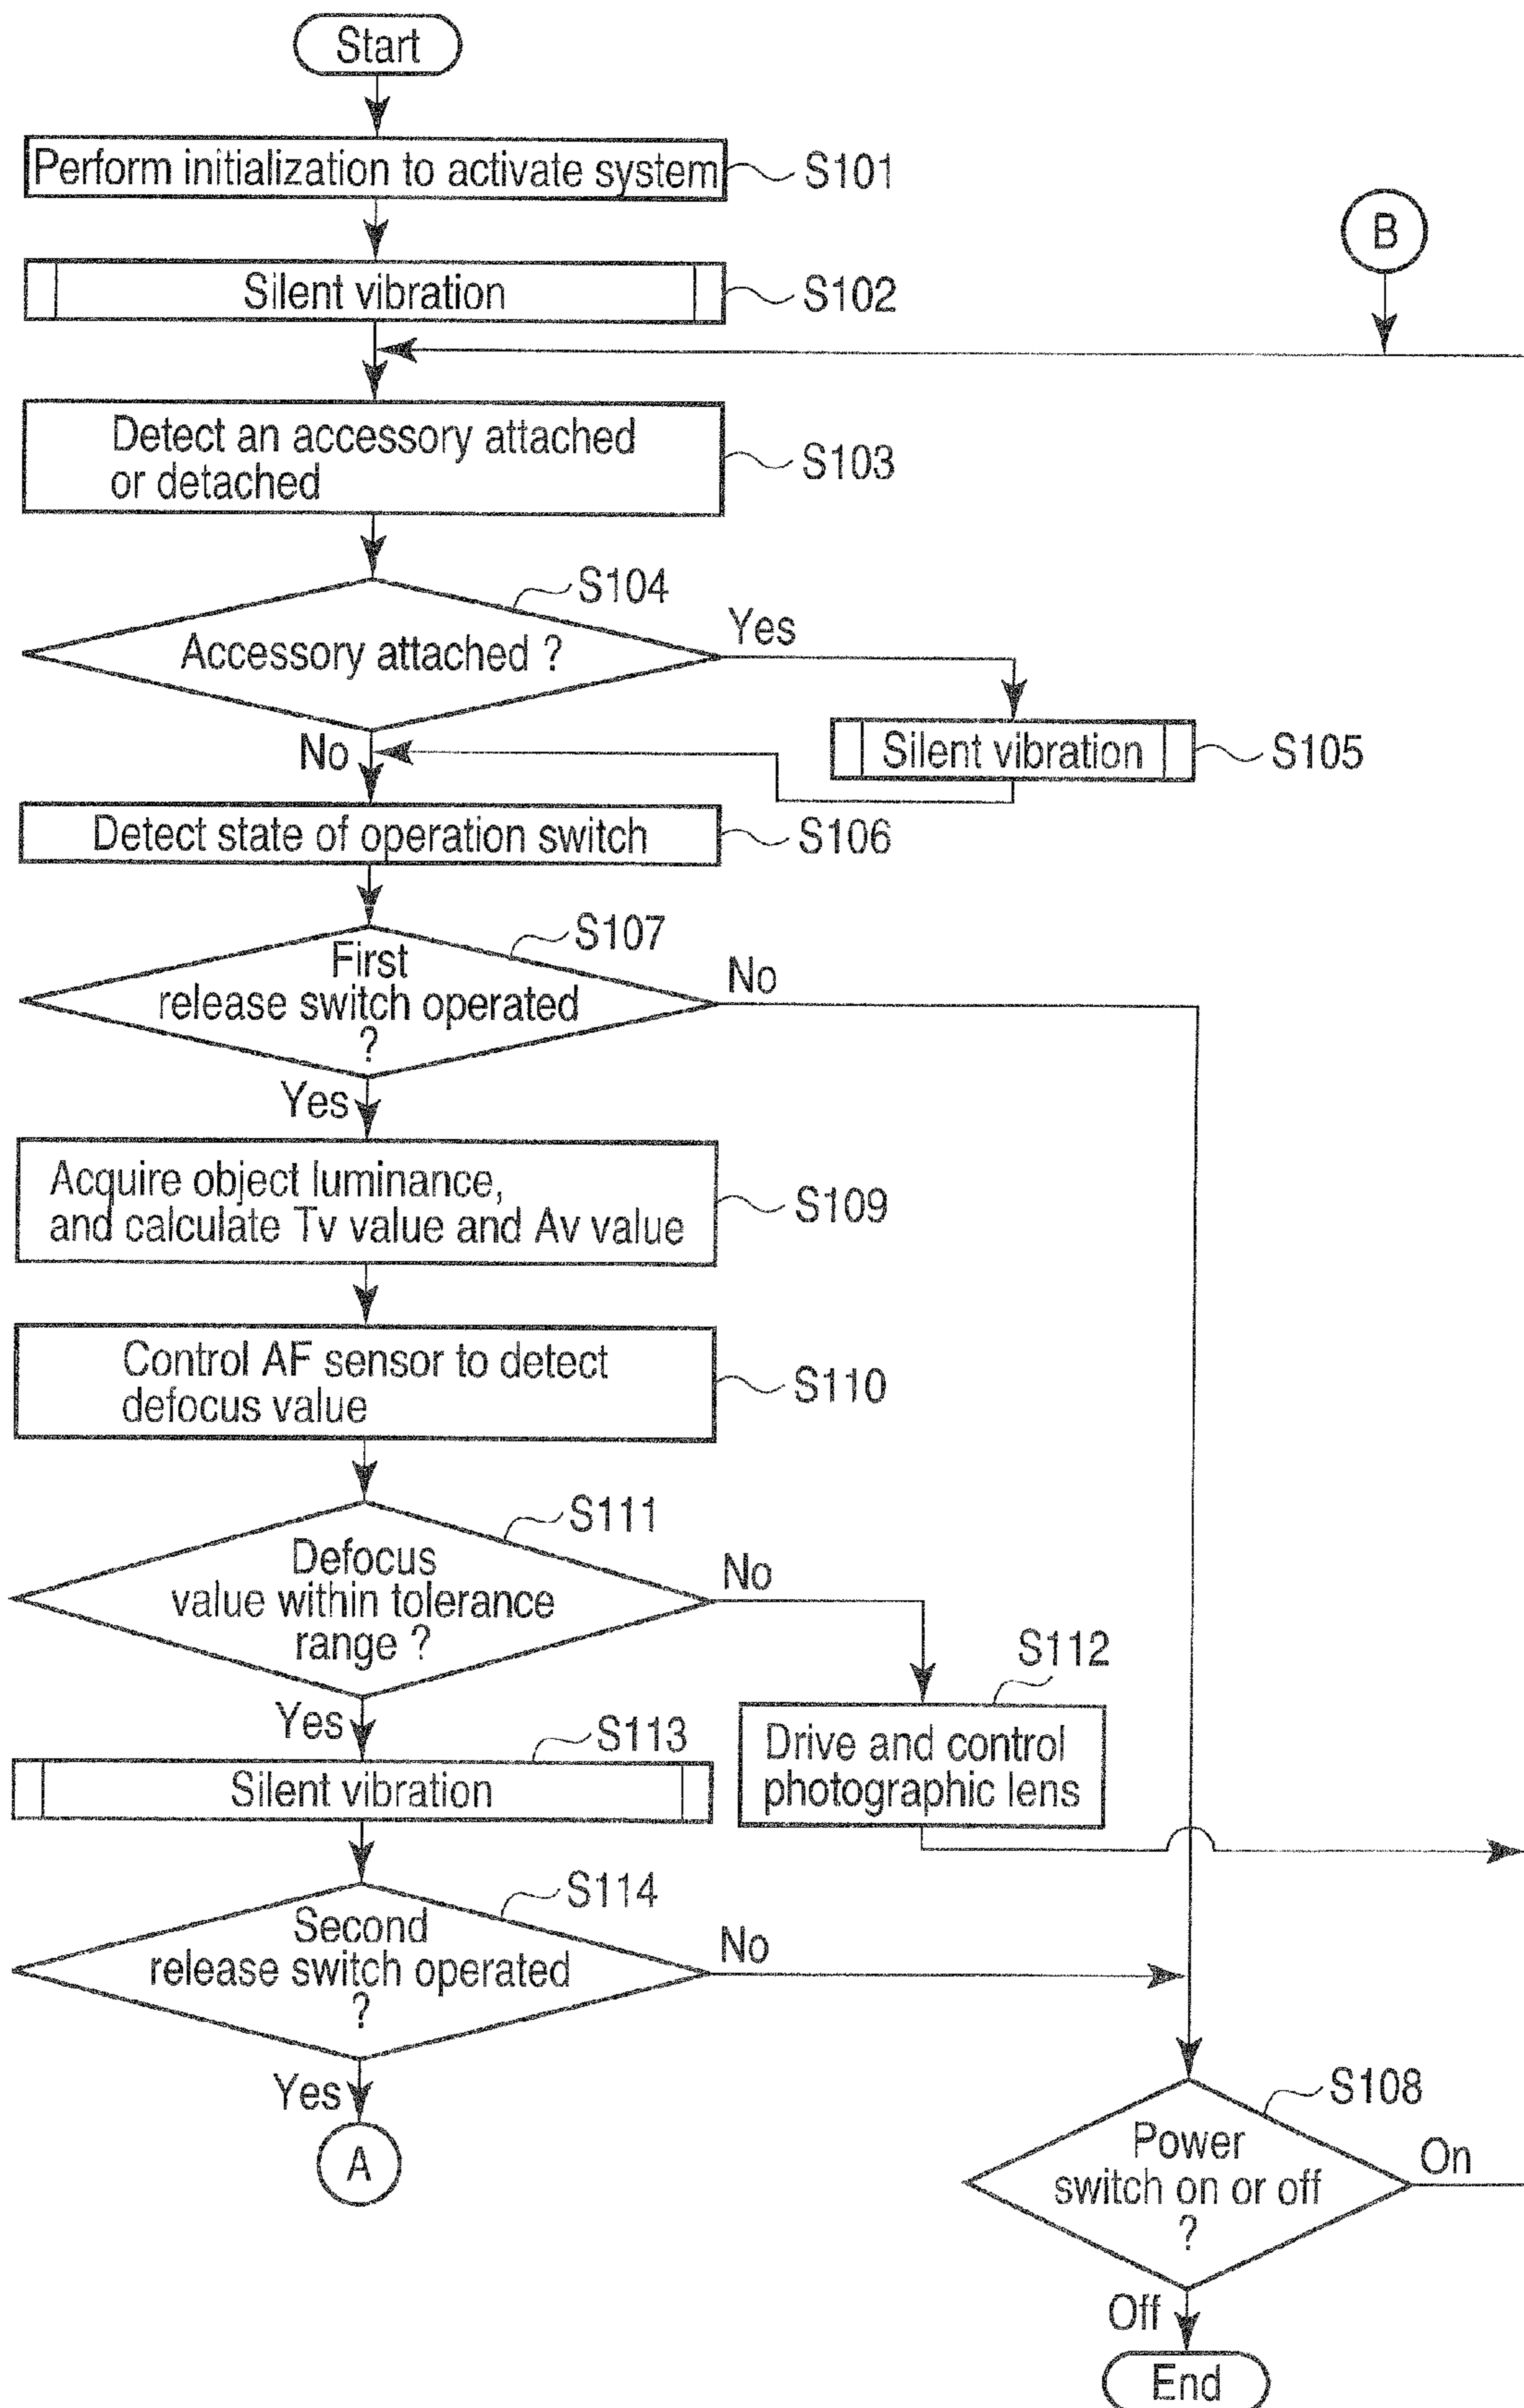 Start
Perform initialization to activate system
S101
B
Silent vibration
S102
Detect an accessory attached
or detached
S103
S104
Accessory attached ?
Yes
No
Silent vibration
S105
Detect state of operation switch
S106
S107
First
release switch operated
?
No
Yes
Acquire object luminance,
and calculate Tv value and Av value
S109
Control AF sensor to detect
defocus value
S110
S111
Defocus
value within tolerance
range ?
No
Yes
S112
Drive and control
photographic lens
S113
Silent vibration
S114
Second
release switch operated
?
No
Yes
A
S108
Power
switch on or off
?
On
Off
End